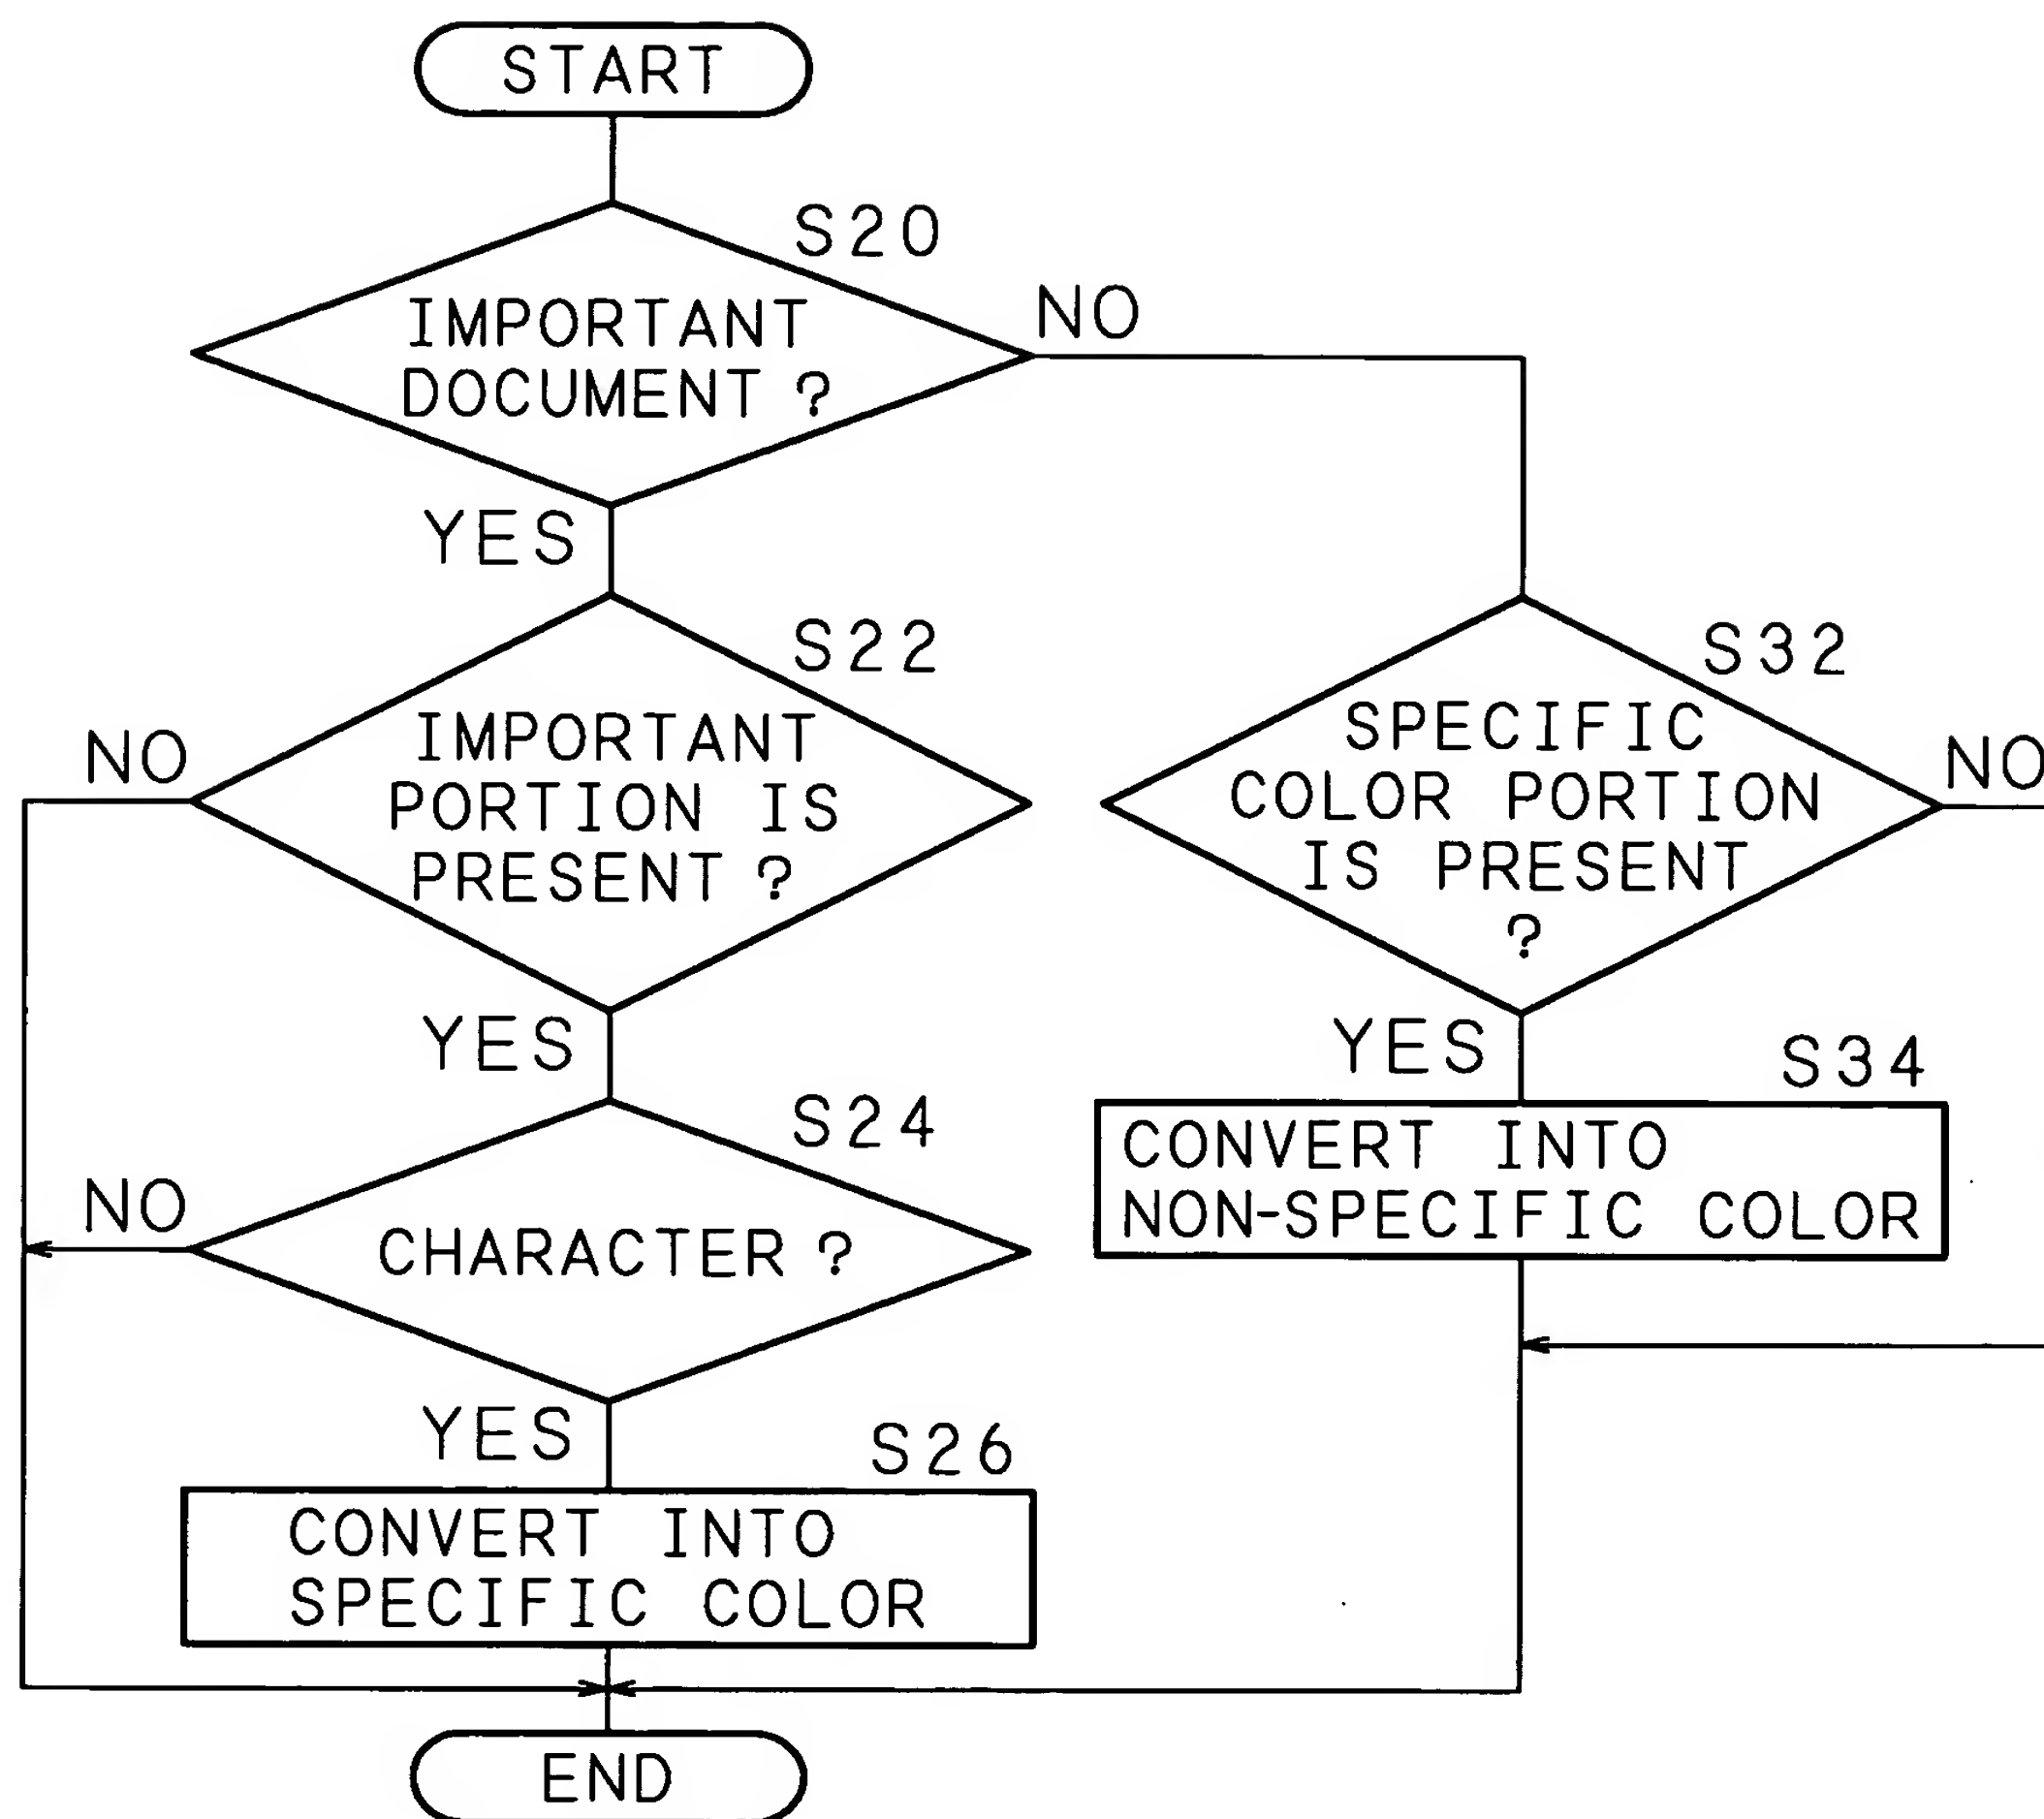 START
S20
IMPORTANT
DOCUMENT ?
NO
YES
S22
IMPORTANT
PORTION IS
PRESENT ?
NO
YES
S24
CHARACTER ?
NO
YES
S26
CONVERT INTO
SPECIFIC COLOR
S32
SPECIFIC
COLOR PORTION
IS PRESENT
?
NO
YES
S34
CONVERT INTO
NON-SPECIFIC COLOR
END